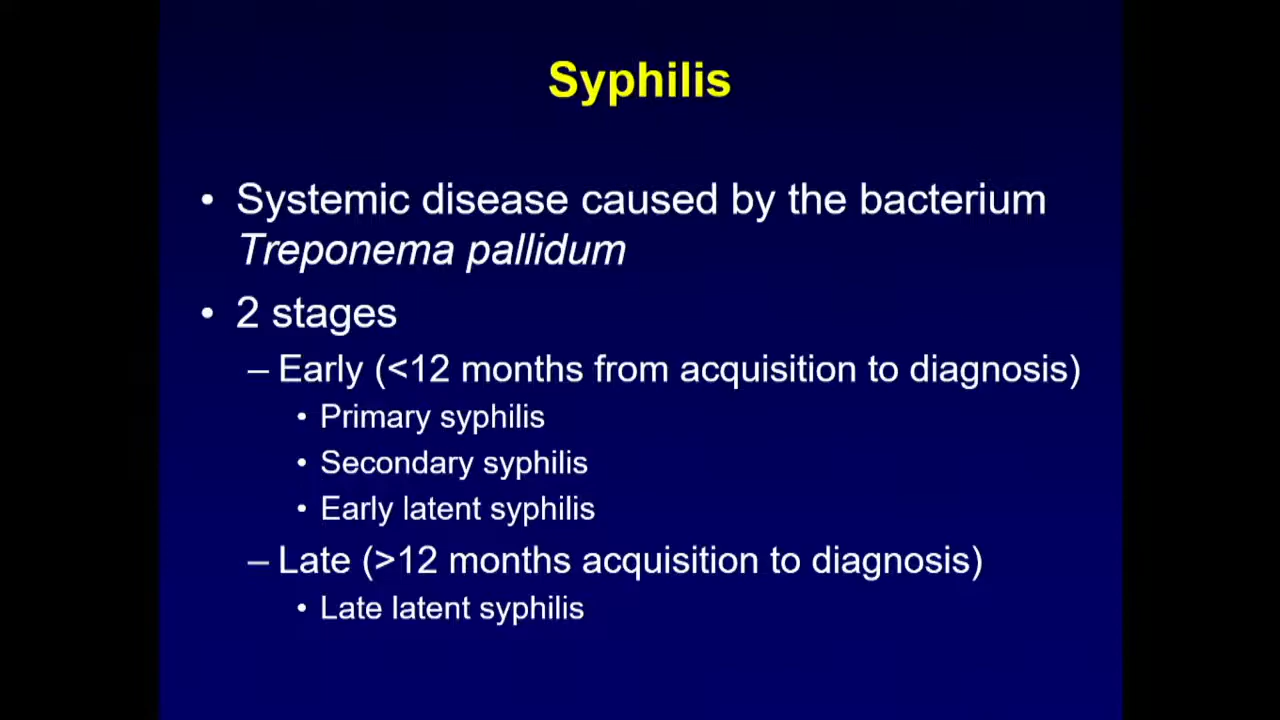 Syphilis
• Systemic disease caused by the bacterium
Treponema pallidum
• 2 stages
– Early (<12 months from acquisition to diagnosis)
• Primary syphilis
• Secondary syphilis
• Early latent syphilis
– Late (>12 months acquisition to diagnosis)
• Late latent syphilis